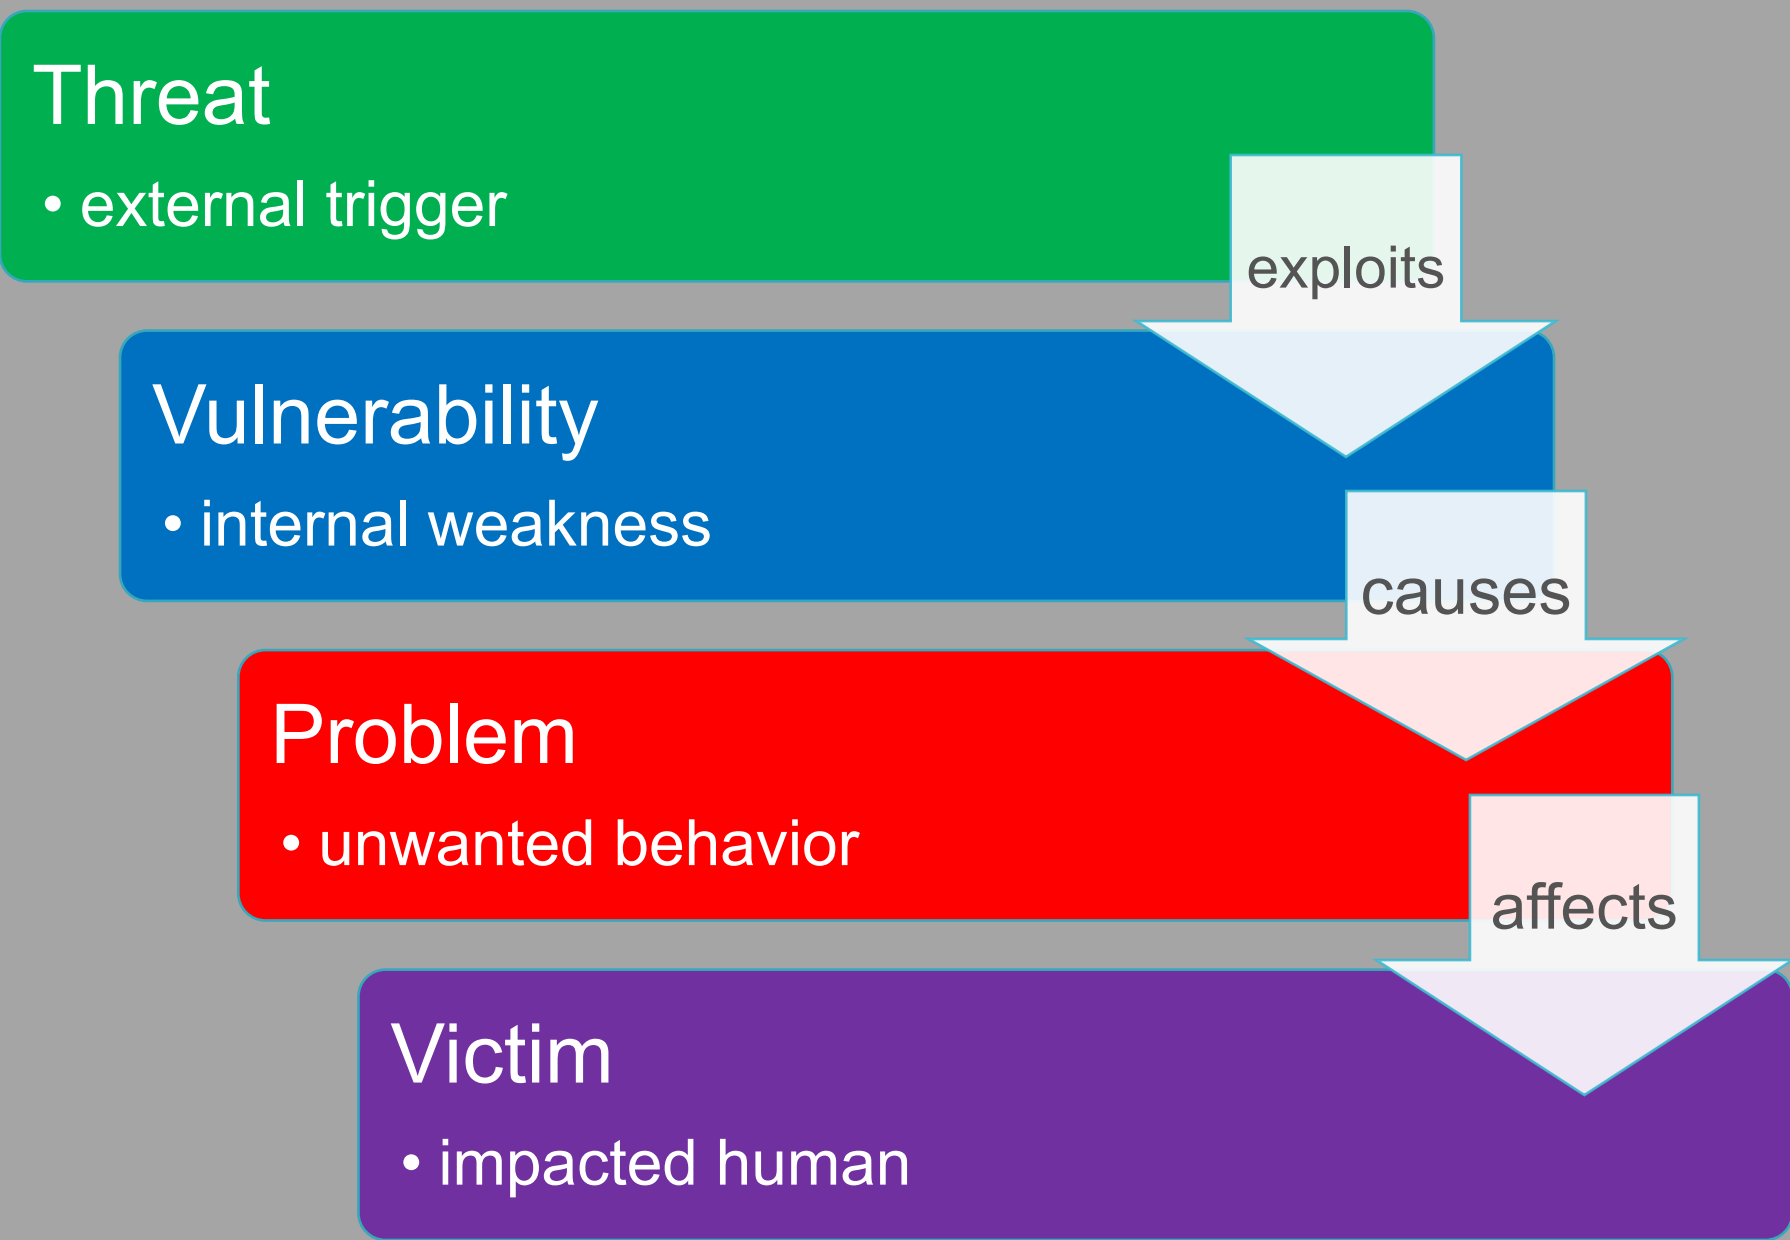 Threat
• external trigger
exploits
Vulnerability
• internal weakness
causes
Problem
• unwanted behavior
affects
Victim
• impacted human